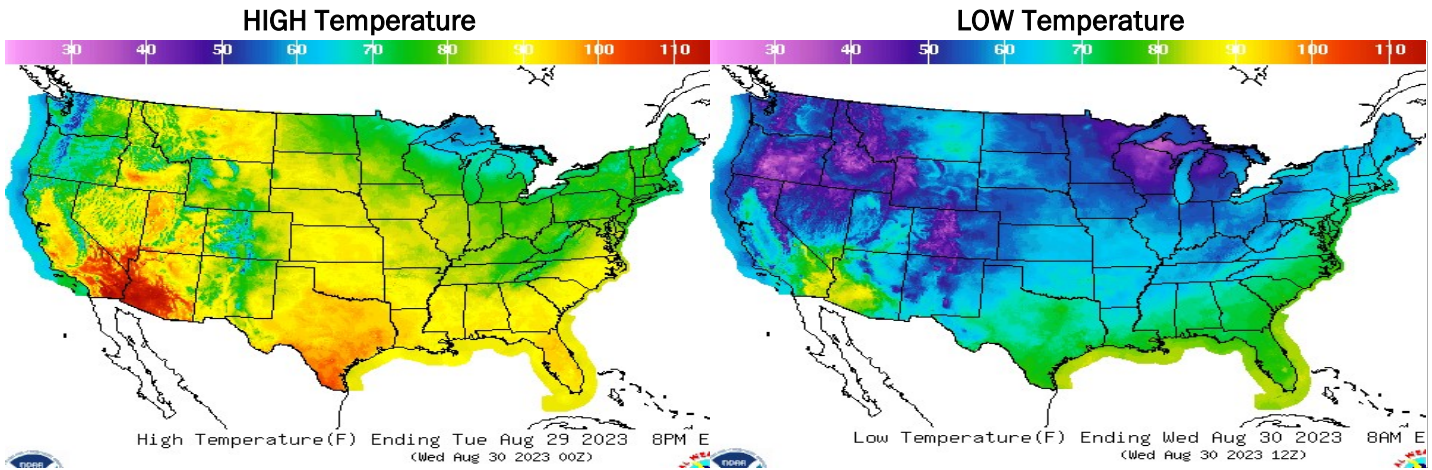 HIGH Temperature
30 40 50 60 70 80 90 100 110
High Temperature(F) Ending Tue Aug 29 2023 8PM E
(Wed Aug 30 2023 00Z)
NOAA
LOW Temperature
30 40 50 60 70 80 90 100 110
Low Temperature(F) Ending Wed Aug 30 2023 8AM E
(Wed Aug 30 2023 12Z)
NOAA